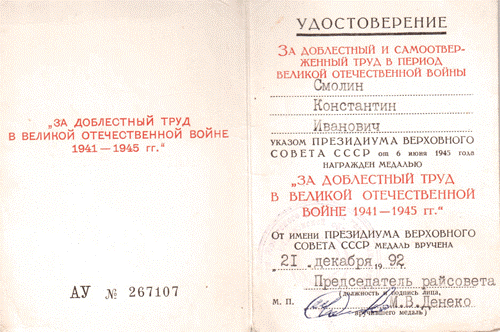 „ЗА ДОБЛЕСТНЫЙ ТРУД
В ВЕЛИКОЙ ОТЕЧЕСТВЕННОЙ ВОЙНЕ
1941—1945 гг.“
АУ № 267107
УДОСТОВЕРЕНИЕ
ЗА ДОБЛЕСТНЫЙ И САМООТВЕР-
ЖЕННЫЙ ТРУД В ПЕРИОД
ВЕЛИКОЙ ОТЕЧЕСТВЕННОЙ ВОЙНЫ
Смолин
Константин
Иванович
УКАЗОМ ПРЕЗИДИУМА ВЕРХОВНОГО
СОВЕТА СССР от 6 июня 1945 года
НАГРАЖДЕН МЕДАЛЬЮ
„ЗА ДОБЛЕСТНЫЙ ТРУД
В ВЕЛИКОЙ ОТЕЧЕСТВЕННОЙ
ВОЙНЕ 1941—1945 гг.“
ОТ ИМЕНИ ПРЕЗИДИУМА ВЕРХОВНОГО
СОВЕТА СССР МЕДАЛЬ ВРУЧЕНА
„21 декабря 1992 г.
Председатель райсовета
(должность и подпись лица,
М. П. М.В.Денеко
вручившего медаль)